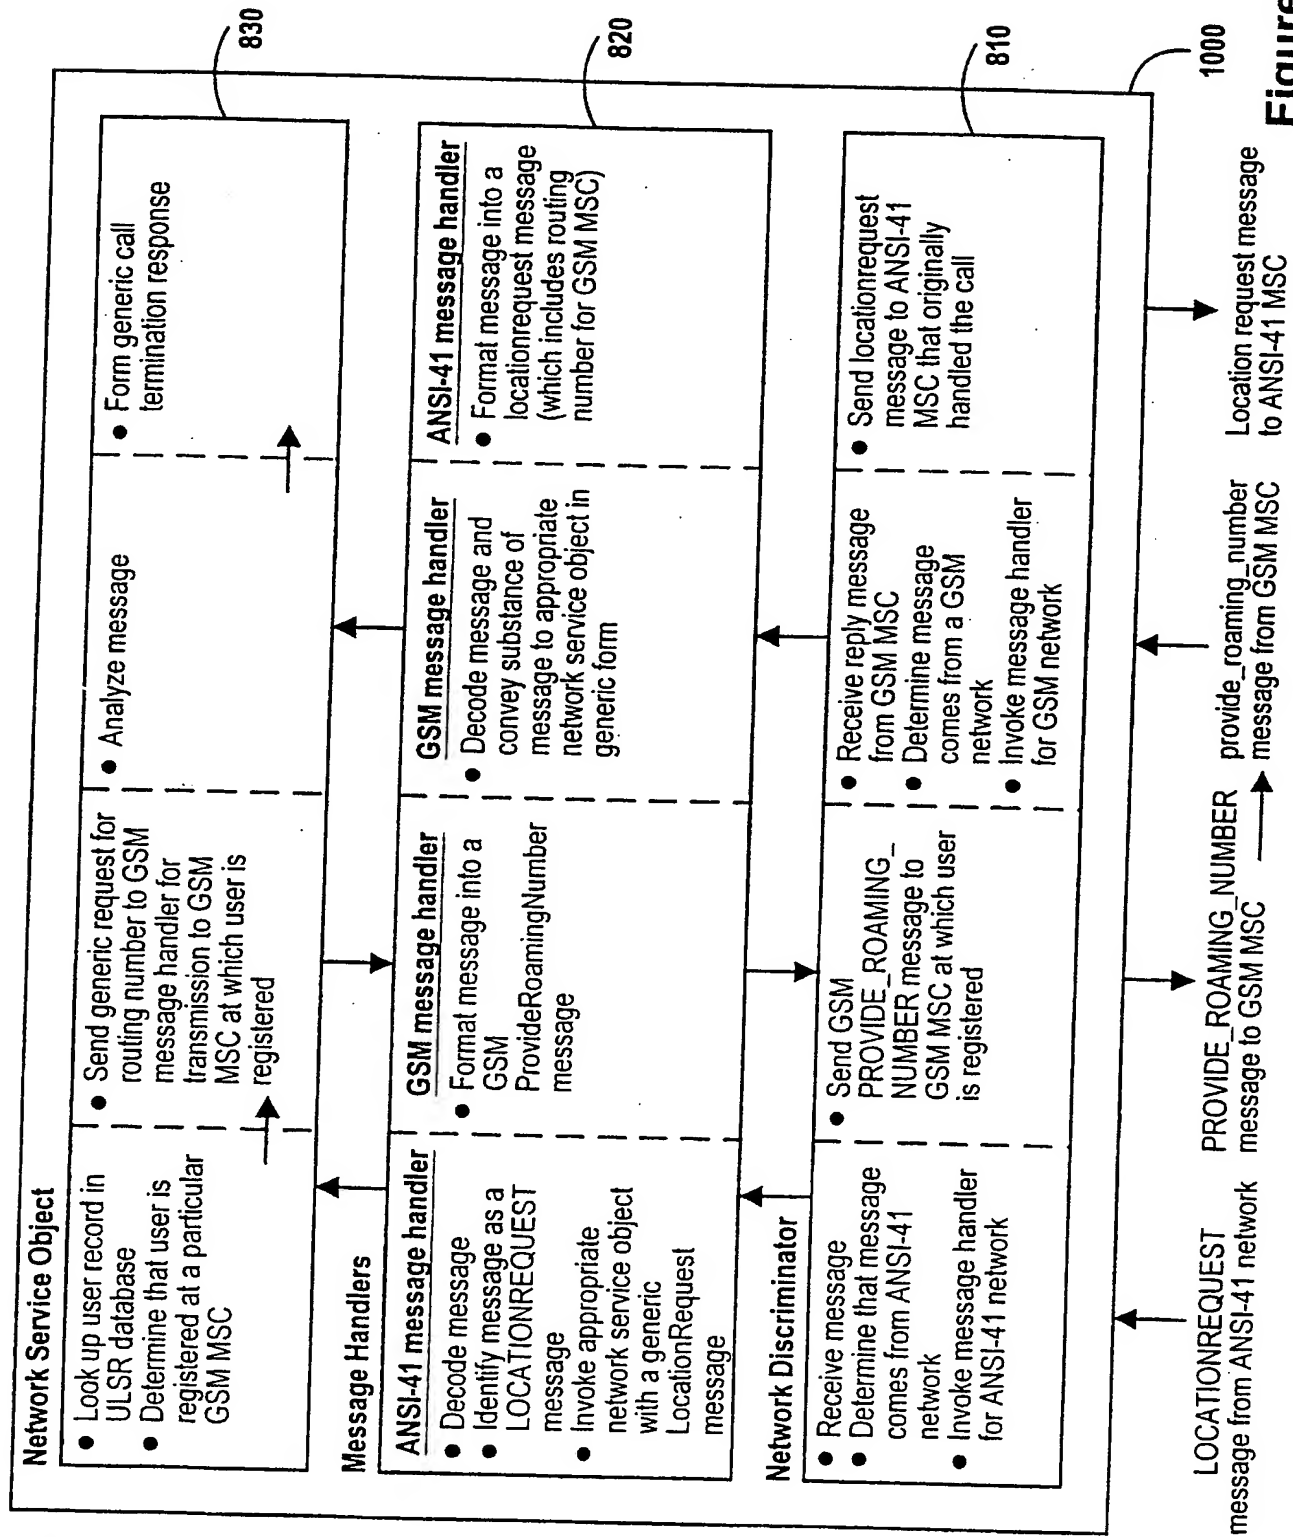 Network Service Object
● Look up user record in
ULSR database
● Determine that user is
registered at a particular
GSM MSC
● Send generic request for
routing number to GSM
message handler for
transmission to GSM
MSC at which user is
registered
● Analyze message
● Form generic call
termination response
830
Message Handlers
ANSI-41 message handler
● Decode message
● Identify message as a
LOCATIONREQUEST
message
● Invoke appropriate
network service object
with a generic
LocationRequest
message
GSM message handler
● Format message into a
GSM
ProvideRoamingNumber
message
GSM message handler
● Decode message and
convey substance of
message to appropriate
network service object in
generic form
ANSI-41 message handler
● Format message into a
locationrequest message
(which includes routing
number for GSM MSC)
820
Network Discriminator
● Receive message
● Determine that message
comes from ANSI-41
network
● Invoke message handler
for ANSI-41 network
● Send GSM
PROVIDE_ROAMING_
NUMBER message to
GSM MSC at which user
is registered
● Receive reply message
from GSM MSC
● Determine message
comes from a GSM
network
● Invoke message handler
for GSM network
● Send locationrequest
message to ANSI-41
MSC that originally
handled the call
810
1000
LOCATIONREQUEST
message from ANSI-41 network
PROVIDE_ROAMING_NUMBER
message to GSM MSC
provide_roaming_number
message from GSM MSC
Location request message
to ANSI-41 MSC
Figure